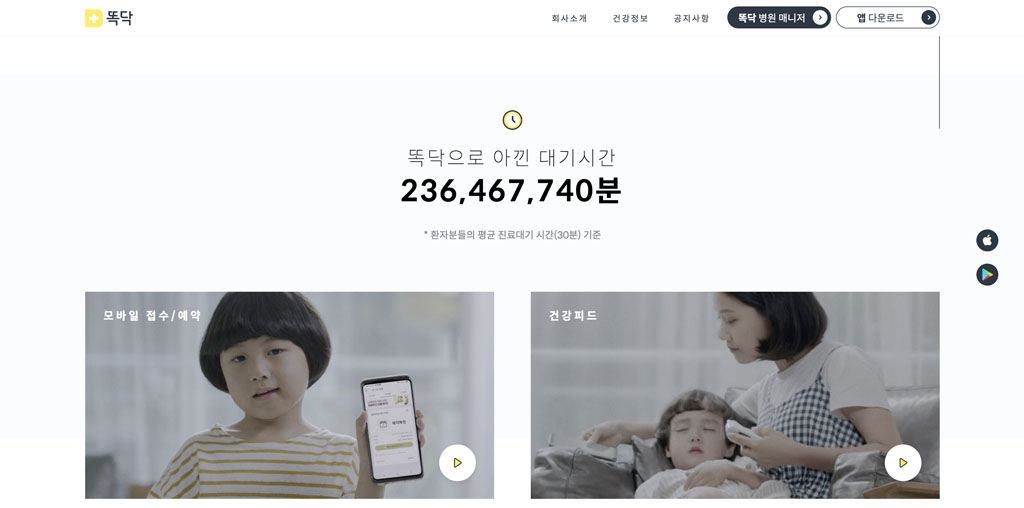 똑닥
회사소개
건강정보
공지사항
똑닥 병원 매니저
앱 다운로드
똑닥으로 아낀 대기시간
236,467,740분
* 환자분들의 평균 진료대기 시간(30분) 기준
모바일 접수/예약
건강피드